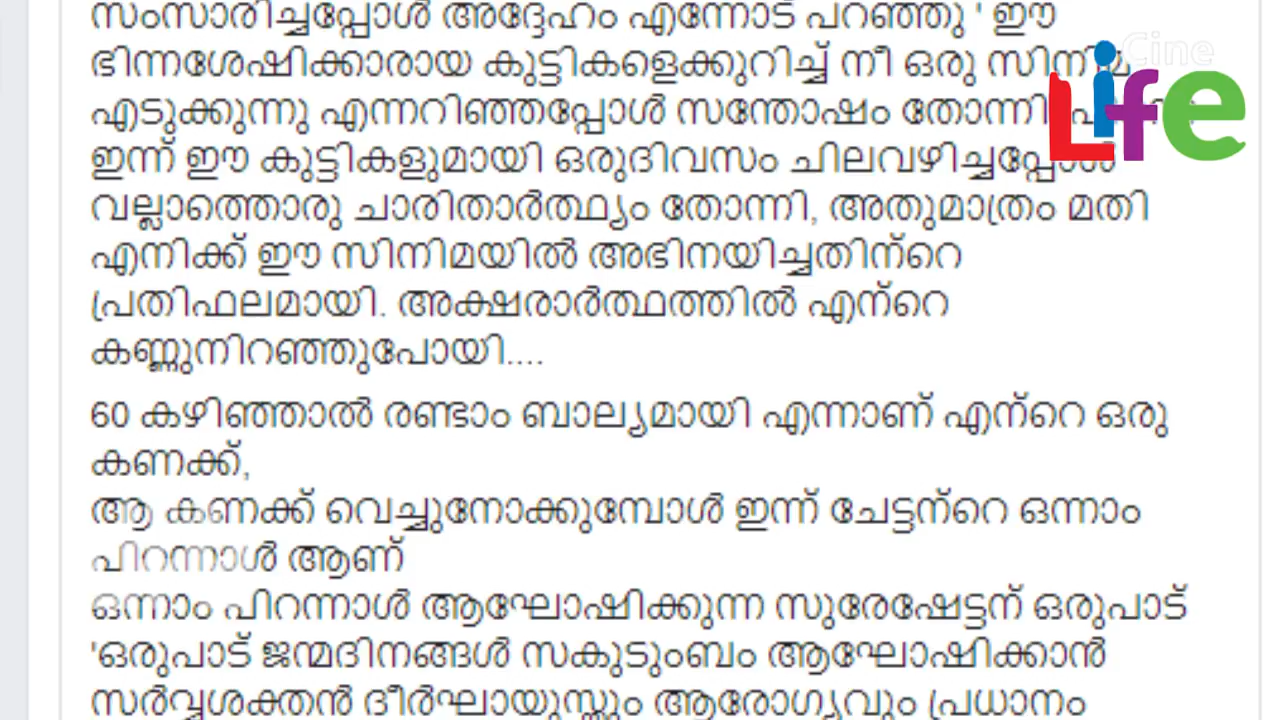 സംസാരിച്ചപ്പോൾ അദ്ദേഹം എന്നോട് പറഞ്ഞു ' ഈ
ഭിന്നശേഷിക്കാരായ കുട്ടികളെക്കുറിച്ച് നീ ഒരു സിനിമ
എടുക്കുന്നു എന്നറിഞ്ഞപ്പോൾ സന്തോഷം തോന്നി
ഇന്ന് ഈ കുട്ടികളുമായി ഒരുദിവസം ചിലവഴിച്ചപ്പോൾ
വല്ലാത്തൊരു ചാരിതാർത്ഥ്യം തോന്നി, അതുമാത്രം മതി
എനിക്ക് ഈ സിനിമയിൽ അഭിനയിച്ചതിന്റെ
പ്രതിഫലമായി. അക്ഷരാർത്ഥത്തിൽ എന്റെ
കണ്ണുനിറഞ്ഞുപോയി....
60 കഴിഞ്ഞാൽ രണ്ടാം ബാല്യമായി എന്നാണ് എന്റെ ഒരു
കണക്ക്,
ആ കണക്ക് വെച്ചുനോക്കുമ്പോൾ ഇന്ന് ചേട്ടന്റെ ഒന്നാം
പിറന്നാൾ ആണ്
ഒന്നാം പിറന്നാൾ ആഘോഷിക്കുന്ന സുരേഷേട്ടന് ഒരുപാട്
'ഒരുപാട് ജന്മദിനങ്ങൾ സകുടുംബം ആഘോഷിക്കാൻ
സർവ്വശക്തൻ ദീർഘായുസ്സും ആരോഗ്യവും പ്രധാനം
Cine
Life